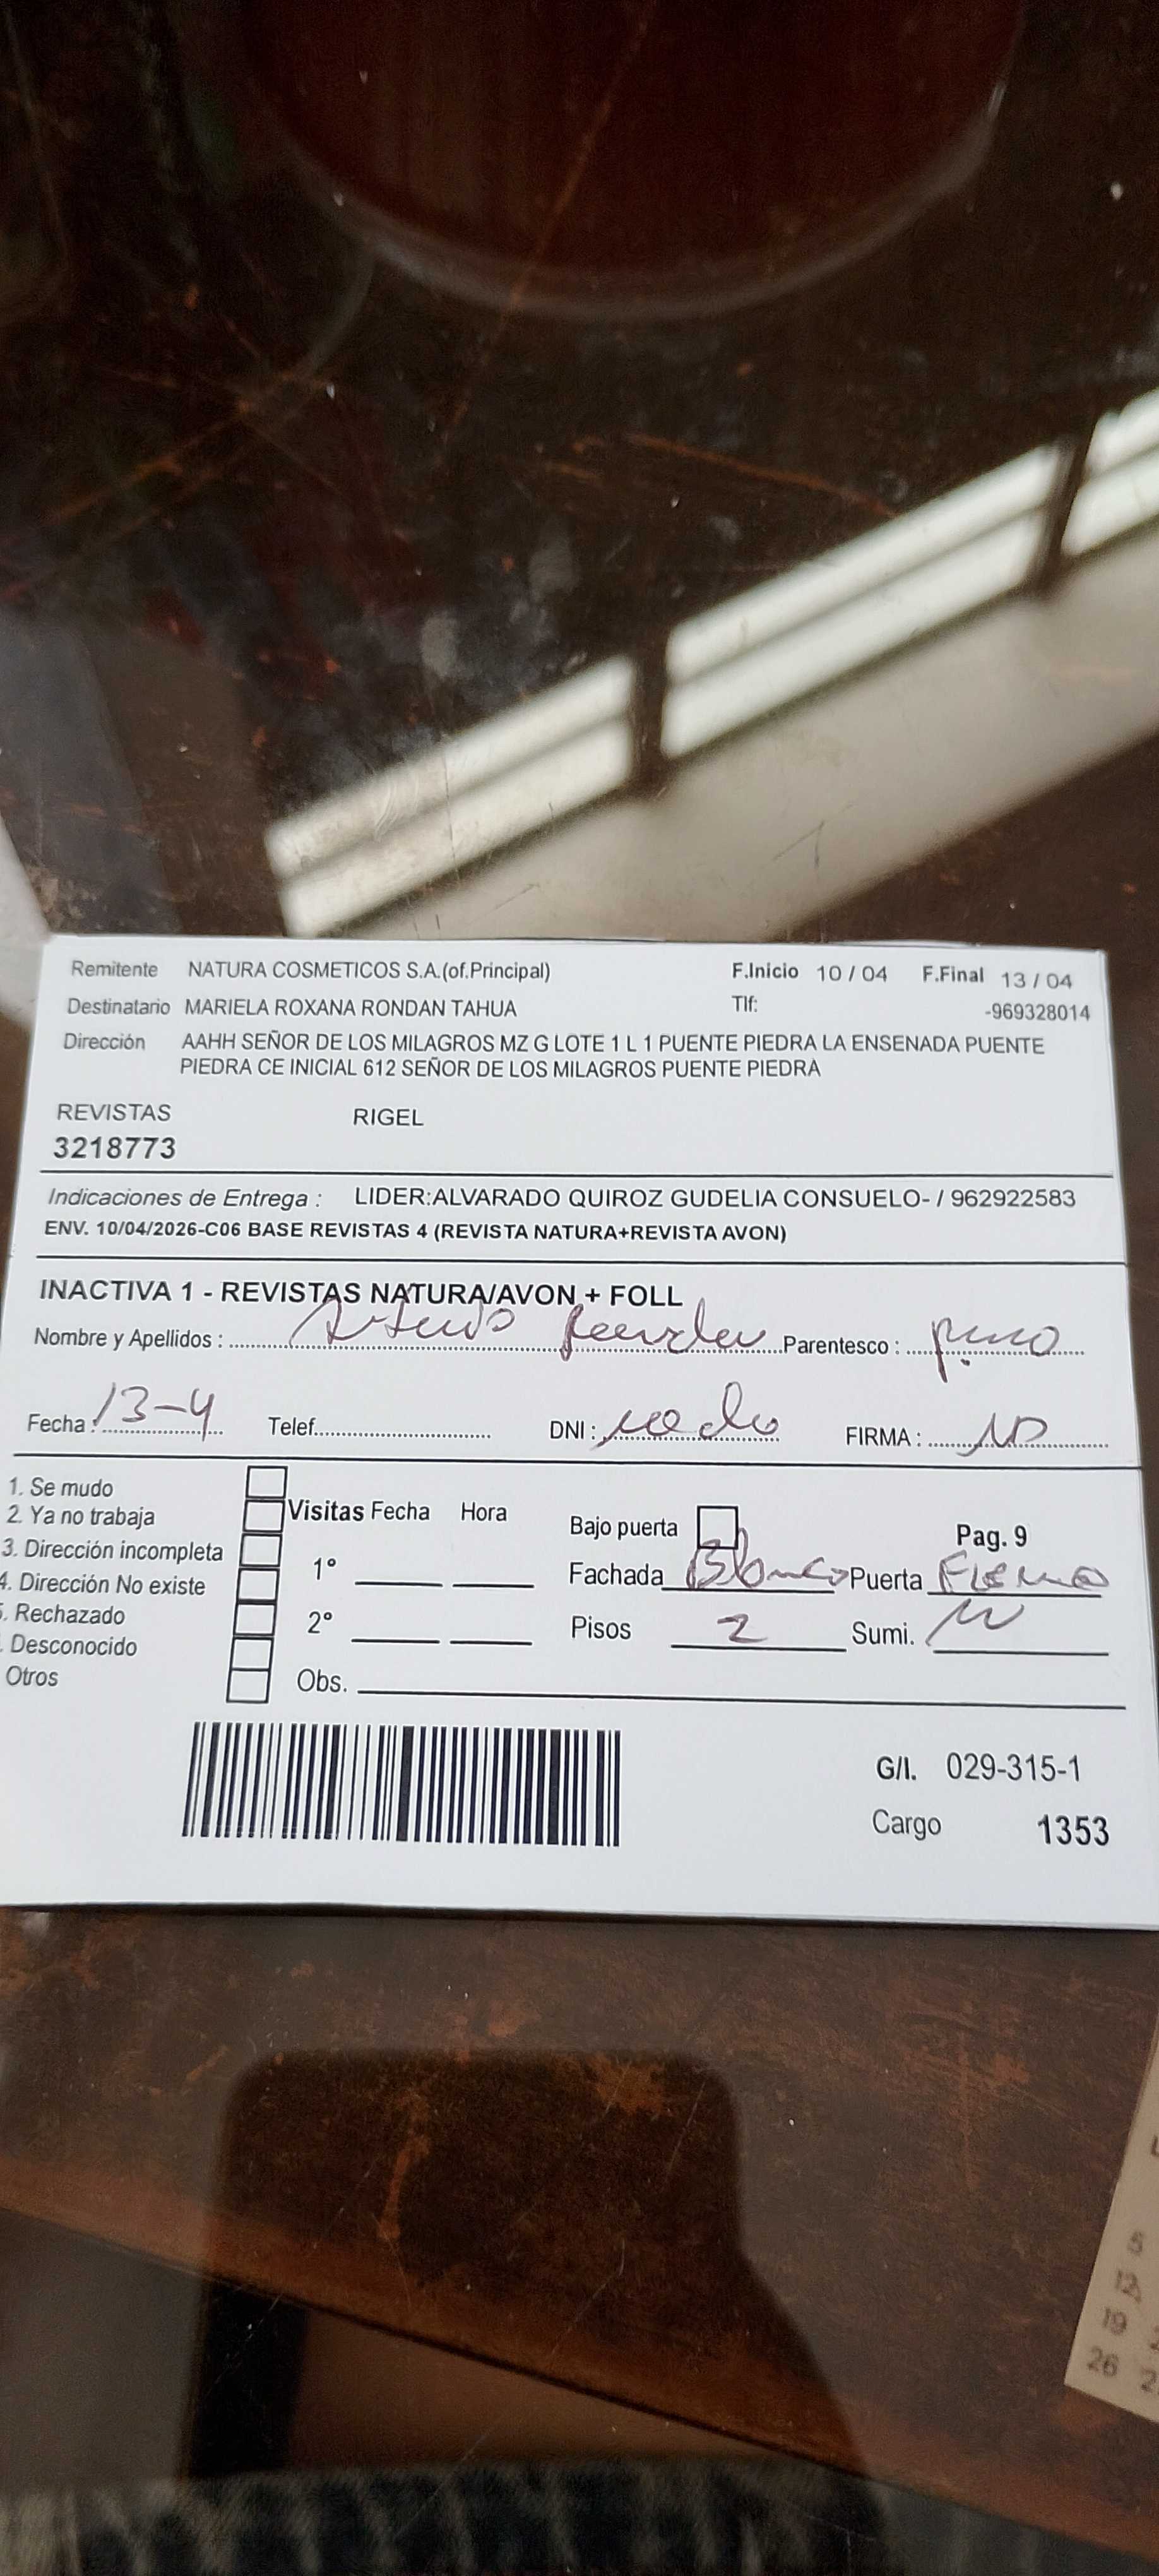 Remitente NATURA COSMETICOS S.A.(of.Principal) F.Inicio 10 / 04 F.Final 13 / 04
Destinatario MARIELA ROXANA RONDAN TAHUA Tlf: -969328014
Dirección AAHH SEÑOR DE LOS MILAGROS MZ G LOTE 1 L 1 PUENTE PIEDRA LA ENSENADA PUENTE
PIEDRA CE INICIAL 612 SEÑOR DE LOS MILAGROS PUENTE PIEDRA
REVISTAS RIGEL
3218773
Indicaciones de Entrega : LIDER:ALVARADO QUIROZ GUDELIA CONSUELO- / 962922583
ENV. 10/04/2026-C06 BASE REVISTAS 4 (REVISTA NATURA+REVISTA AVON)
INACTIVA 1 - REVISTAS NATURA/AVON + FOLL
Nombre y Apellidos : Parentesco :
Fecha : 13-4 Telef. DNI : FIRMA :
1. Se mudo
2. Ya no trabaja Visitas Fecha Hora Bajo puerta Pag. 9
3. Dirección incompleta 1° Fachada Blanco Puerta
4. Dirección No existe
. Rechazado 2° Pisos 2 Sumi.
. Desconocido
Otros Obs.
G/I. 029-315-1
Cargo 1353
5
12
19
26 2